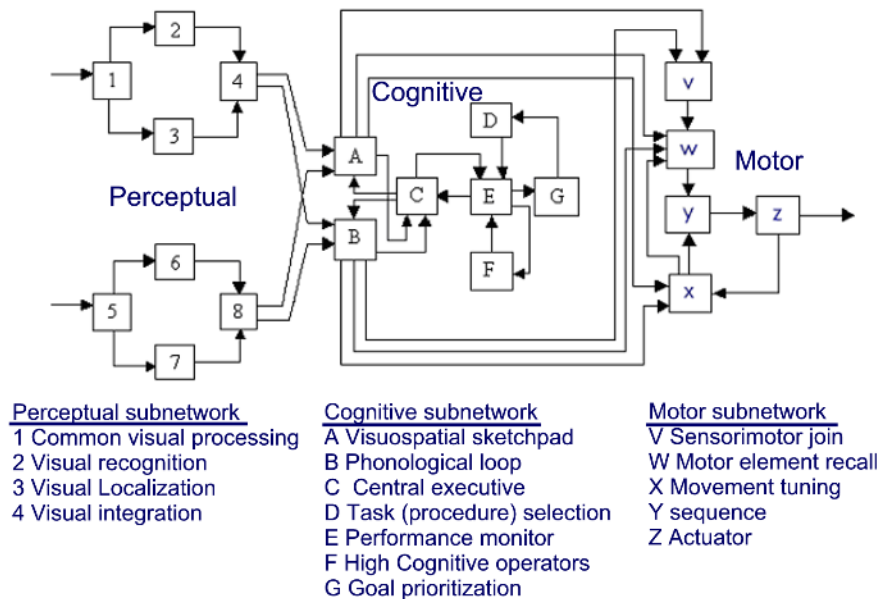 2
1
4
3
Cognitive
Perceptual
6
5
8
7
A
B
C
D
E
F
G
Motor
v
w
y
z
x
Perceptual subnetwork
1 Common visual processing
2 Visual recognition
3 Visual Localization
4 Visual integration
Cognitive subnetwork
A Visuospatial sketchpad
B Phonological loop
C Central executive
D Task (procedure) selection
E Performance monitor
F High Cognitive operators
G Goal prioritization
Motor subnetwork
V Sensorimotor join
W Motor element recall
X Movement tuning
Y sequence
Z Actuator